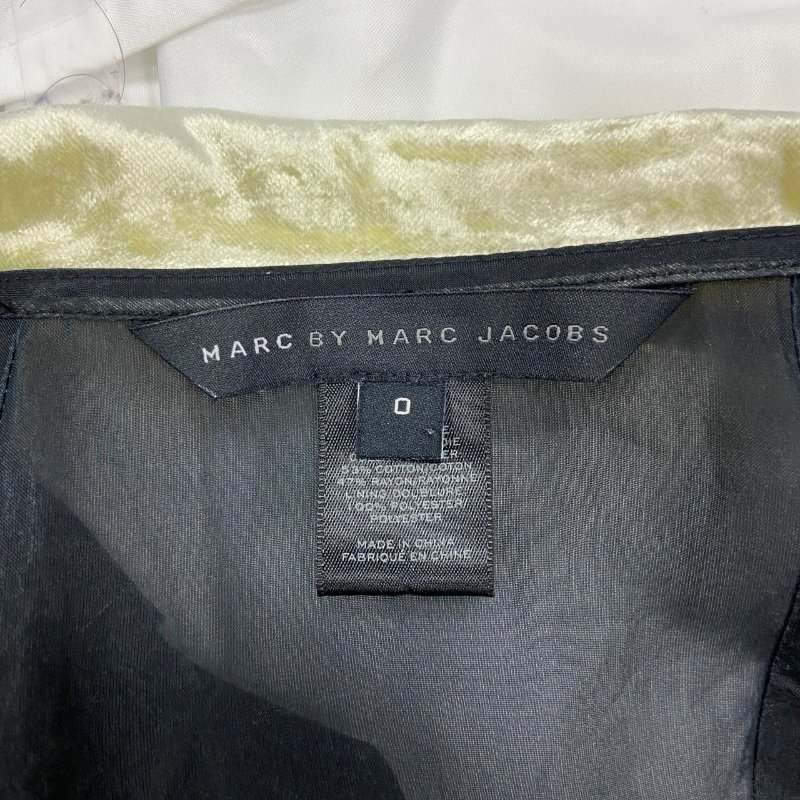 MARC BY MARC JACOBS
0
53% COTTON/COTON
47% RAYON/RAYONNE
LINING/DOUBLURE
100% POLYESTER
POLYESTER
MADE IN CHINA
FABRIQUE EN CHINE